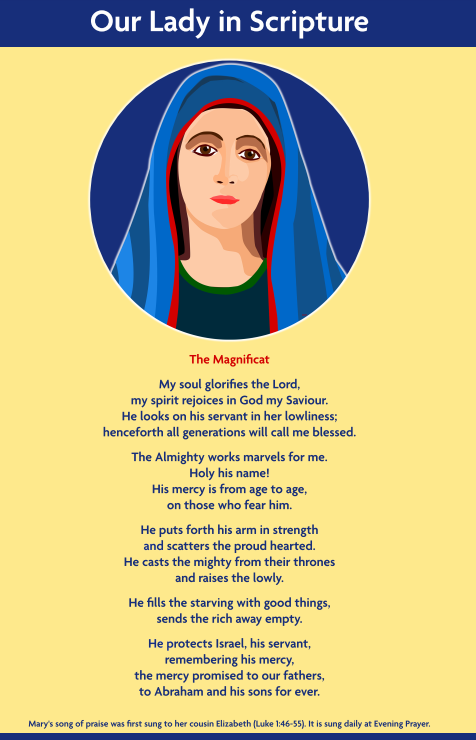 Our Lady in Scripture
The Magnificat
My soul glorifies the Lord,
my spirit rejoices in God my Saviour.
He looks on his servant in her lowliness;
henceforth all generations will call me blessed.
The Almighty works marvels for me.
Holy his name!
His mercy is from age to age,
on those who fear him.
He puts forth his arm in strength
and scatters the proud hearted.
He casts the mighty from their thrones
and raises the lowly.
He fills the starving with good things,
sends the rich away empty.
He protects Israel, his servant,
remembering his mercy,
the mercy promised to our fathers,
to Abraham and his sons for ever.
Mary's song of praise was first sung to her cousin Elizabeth (Luke 1:46-55). It is sung daily at Evening Prayer.